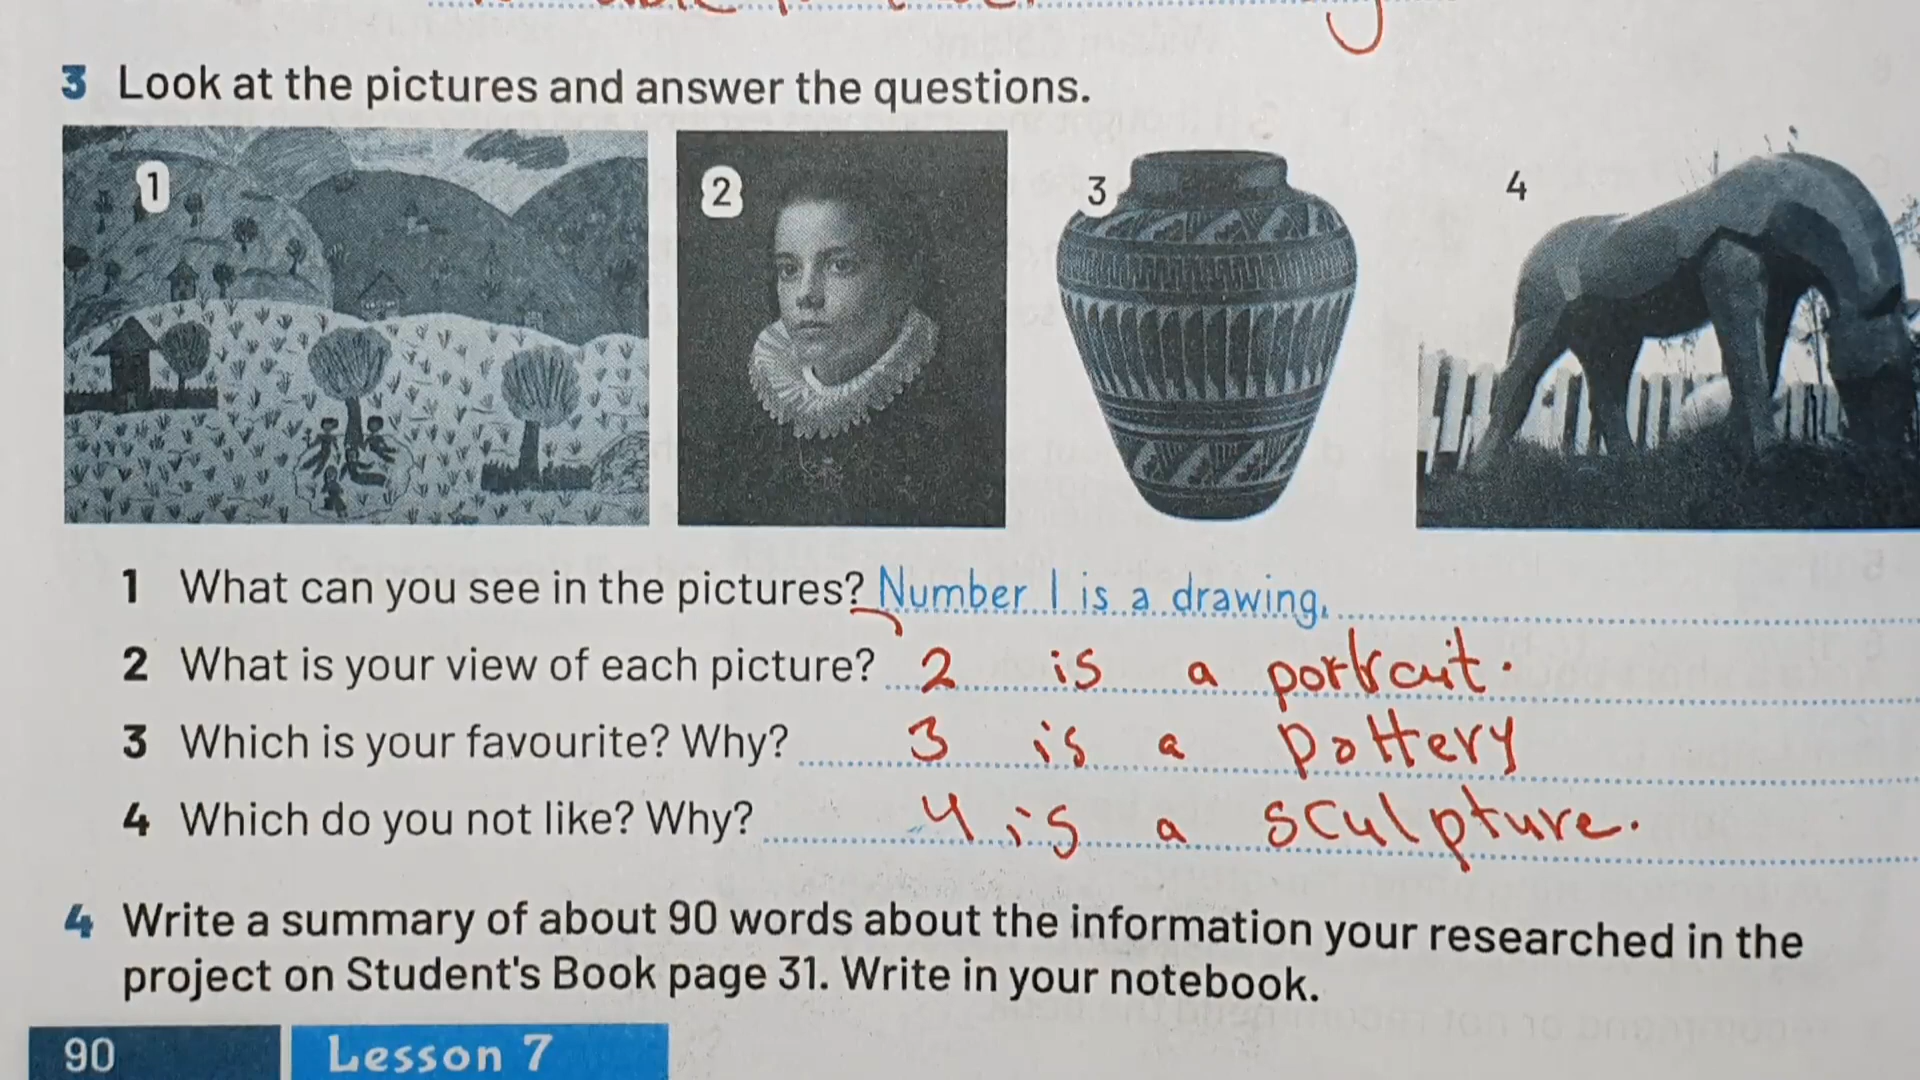 3 Look at the pictures and answer the questions.
1
2
3
4
1 What can you see in the pictures? Number 1 is a drawing.
2 What is your view of each picture? 2 is a portrait.
3 Which is your favourite? Why? 3 is a pottery
4 Which do you not like? Why? 4 is a sculpture.
4 Write a summary of about 90 words about the information your researched in the
project on Student's Book page 31. Write in your notebook.
90 Lesson 7